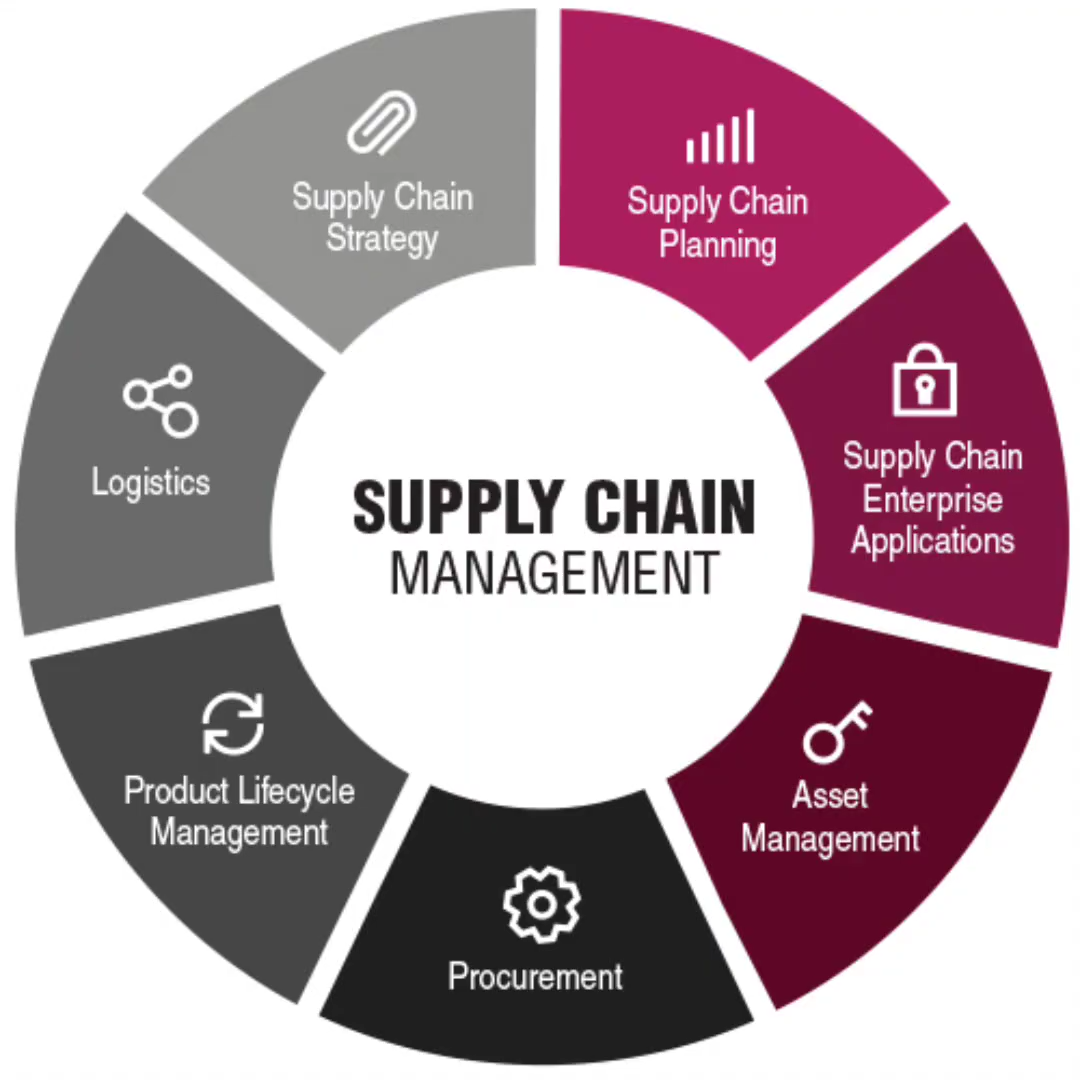 Supply Chain
Strategy
Supply Chain
Planning
Logistics
Supply Chain
Enterprise
Applications
SUPPLY CHAIN
MANAGEMENT
Product Lifecycle
Management
Asset
Management
Procurement